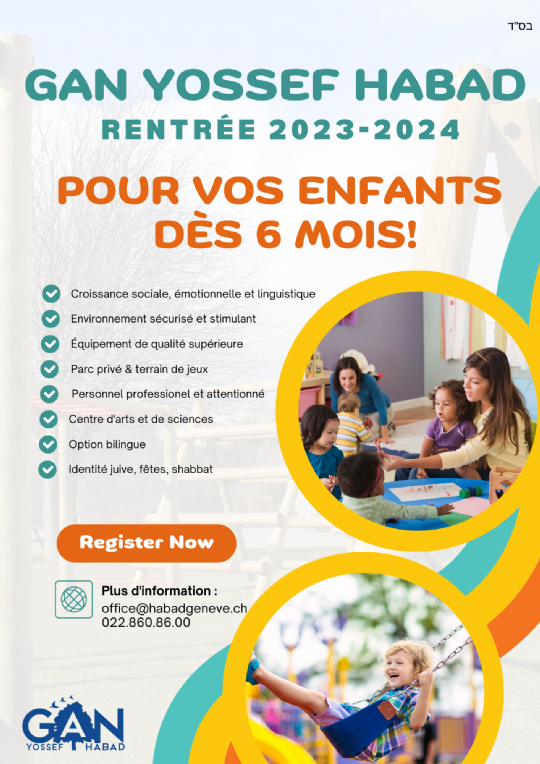 בס"ד
GAN YOSSEF HABAD
RENTRÉE 2023-2024
POUR VOS ENFANTS
DÈS 6 MOIS!
Croissance sociale, émotionnelle et linguistique
Environnement sécurisé et stimulant
Équipement de qualité supérieure
Parc privé & terrain de jeux
Personnel professionel et attentionné
Centre d'arts et de sciences
Option bilingue
Identité juive, fêtes, shabbat
Register Now
Plus d'information :
office@habadgeneve.ch
022.860.86.00
GAN
YOSSEF HABAD